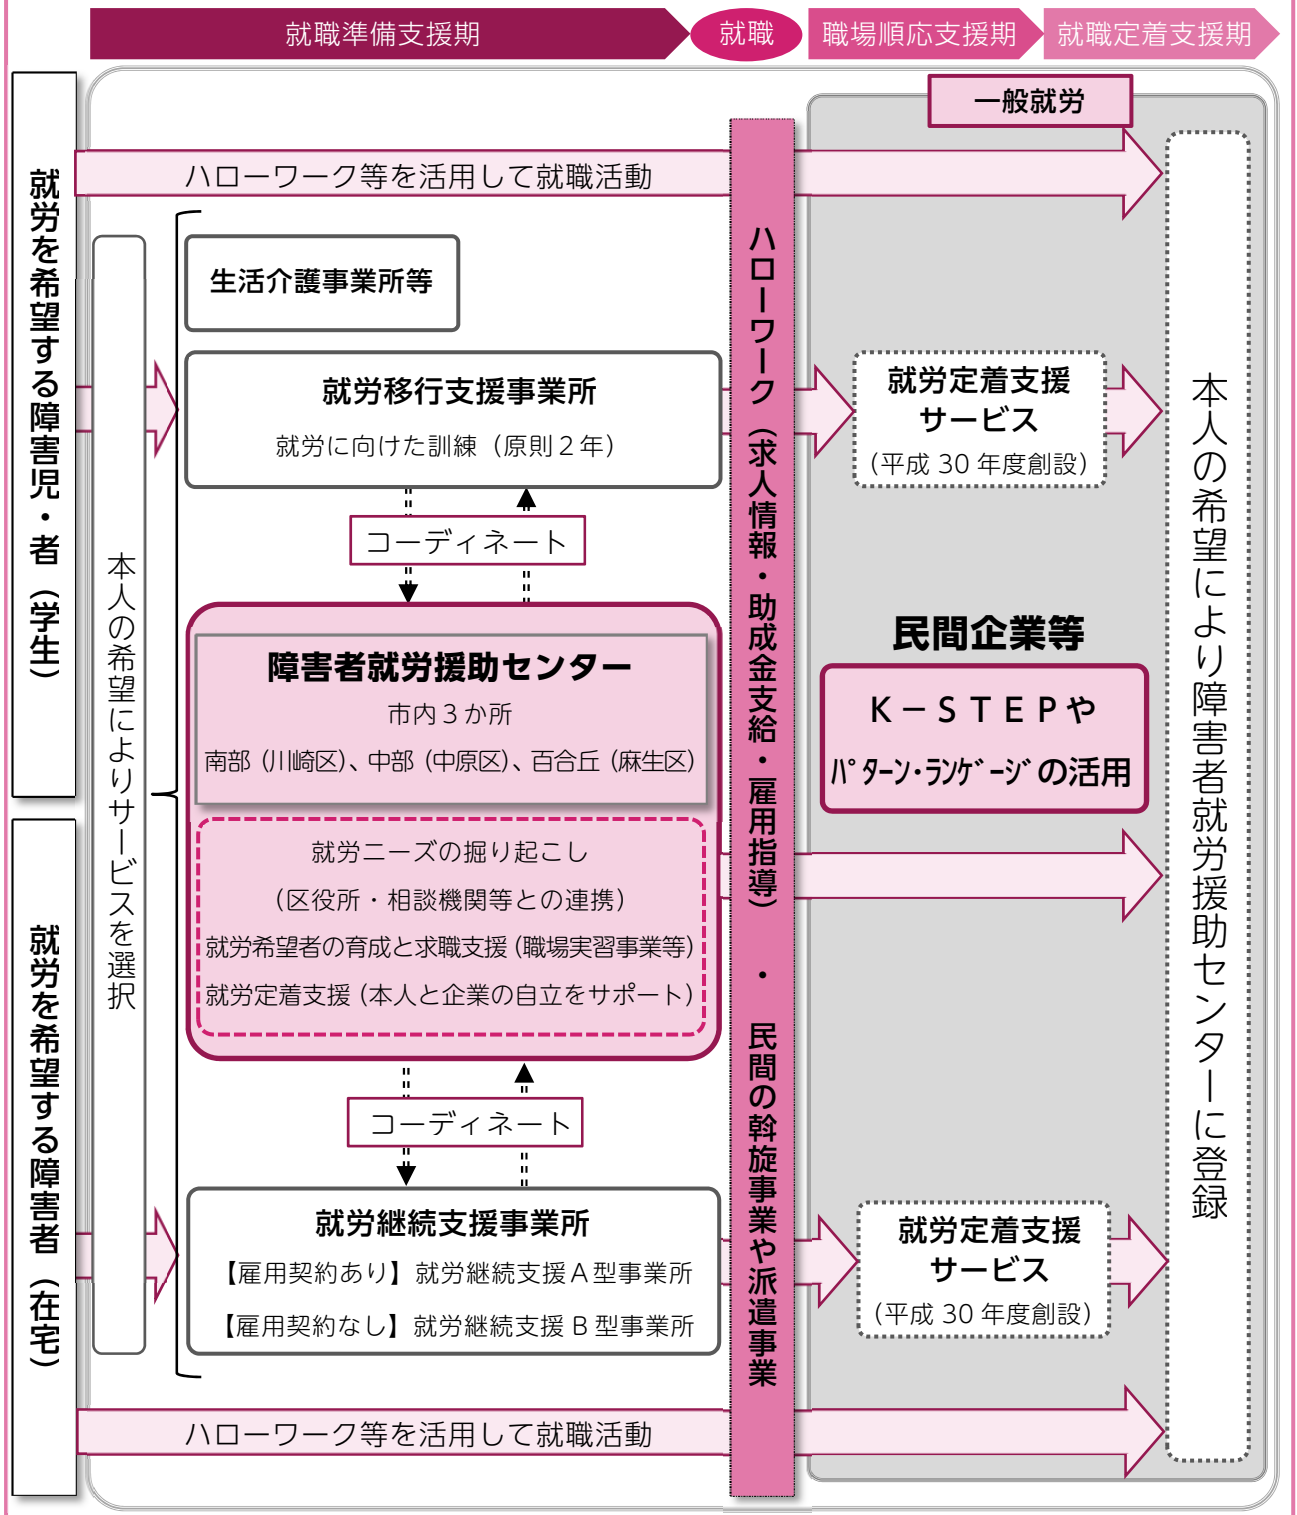 就職準備支援期
就職
職場順応支援期
就職定着支援期
一般就労
就労を希望する障害児・者（学生）
就労を希望する障害者（在宅）
ハローワーク等を活用して就職活動
本人の希望によりサービスを選択
生活介護事業所等
就労移行支援事業所
就労に向けた訓練（原則２年）
コーディネート
障害者就労援助センター
市内３か所
南部（川崎区）、中部（中原区）、百合丘（麻生区）
就労ニーズの掘り起こし
（区役所・相談機関等との連携）
就労希望者の育成と求職支援（職場実習事業等）
就労定着支援（本人と企業の自立をサポート）
コーディネート
就労継続支援事業所
【雇用契約あり】就労継続支援Ａ型事業所
【雇用契約なし】就労継続支援Ｂ型事業所
ハローワーク等を活用して就職活動
ハローワーク（求人情報・助成金支給・雇用指導）・民間の斡旋事業や派遣事業
就労定着支援
サービス
（平成 30 年度創設）
民間企業等
Ｋ－ＳＴＥＰや
ﾊﾟﾀｰﾝ･ﾗﾝｹﾞｰｼﾞの活用
就労定着支援
サービス
（平成 30 年度創設）
本人の希望により障害者就労援助センターに登録